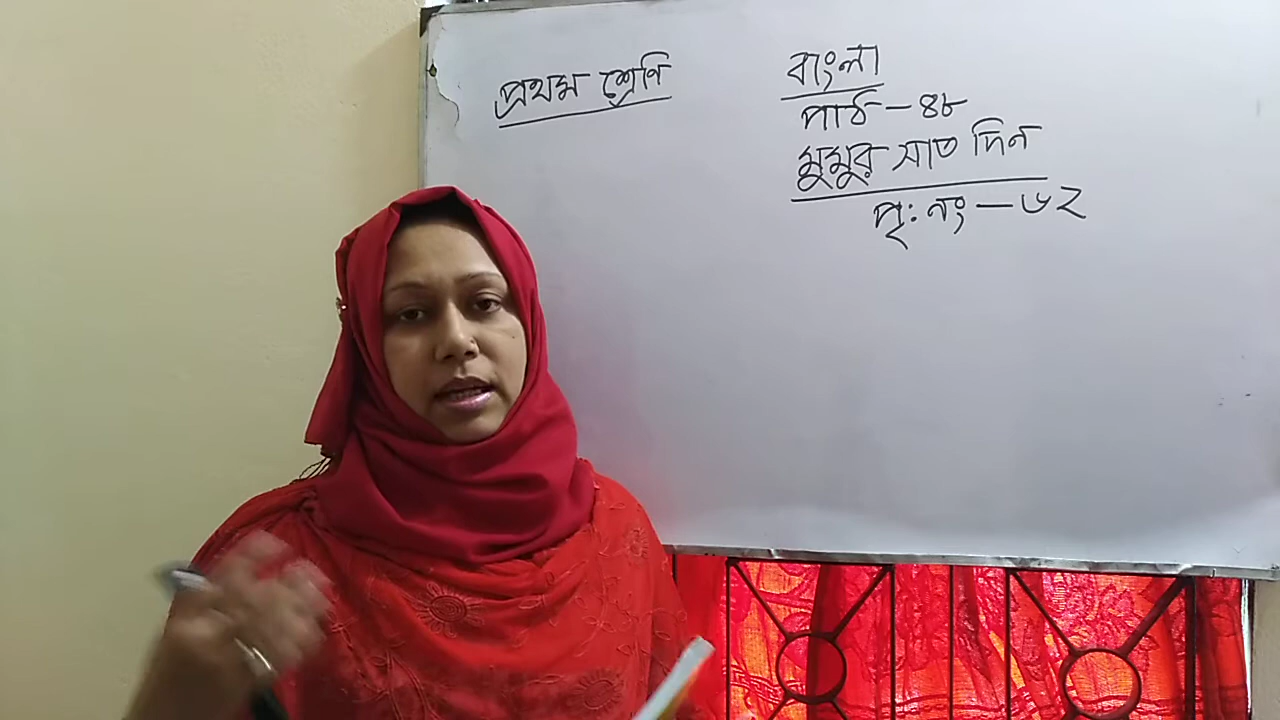 প্রথম শ্রেণি
বাংলা
পাঠ-৪৮
মুমুর সাত দিন
পৃ: নং-৬২